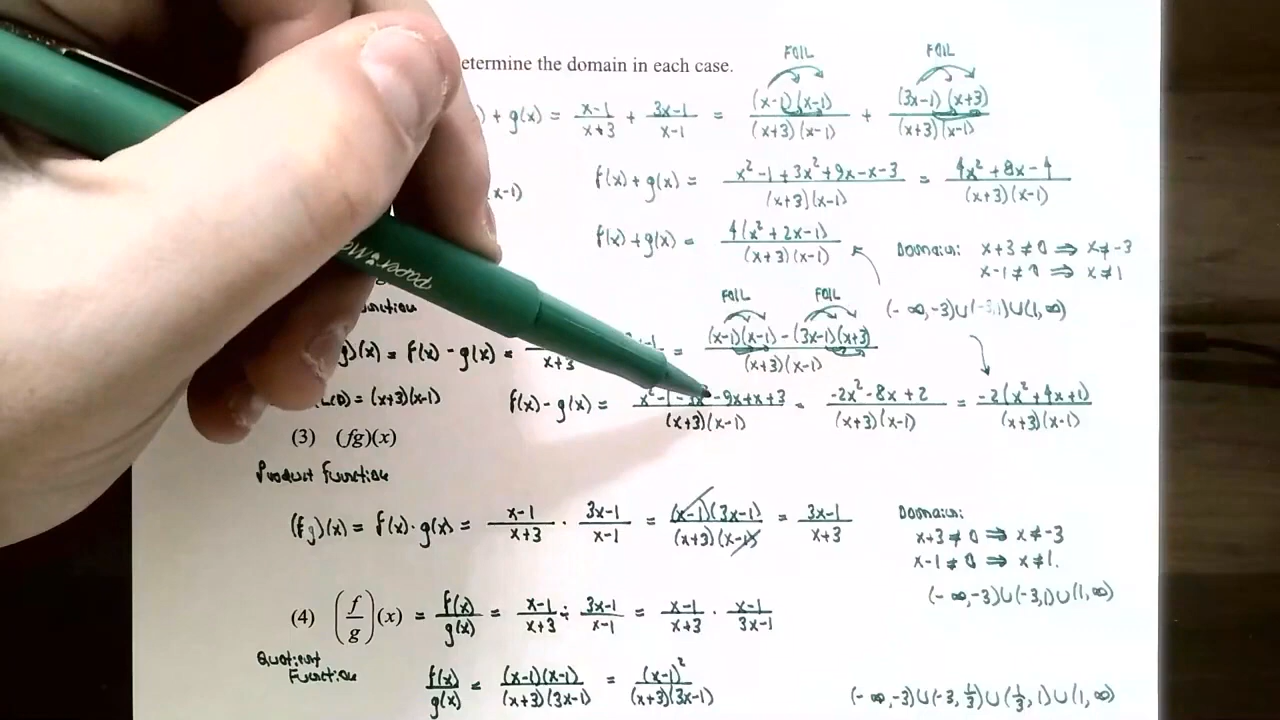 etermine the domain in each case.
FOIL FOIL
) + g(x) = x-1/x+3 + 3x-1/x-1 = (x-1)(x-1)/(x+3)(x-1) + (3x-1)(x+3)/(x+3)(x-1)
f(x)+g(x) = x²-1+3x²+9x-x-3/(x+3)(x-1) = 4x²+8x-4/(x+3)(x-1)
(x-1)
f(x)+g(x) = 4(x²+2x-1)/(x+3)(x-1)
Domain: x+3≠0 ⇒ x≠-3
x-1≠0 ⇒ x≠1
(-∞,-3)∪(-3,1)∪(1,∞)
Paper Ma
FOIL FOIL
)(x) = f(x) - g(x) = x+3 = (x-1)(x-1) - (3x-1)(x+3)/(x+3)(x-1)
= (x+3)(x-1)
f(x)-g(x) = x²-1-3x²-9x+x+3/(x+3)(x-1) = -2x²-8x+2/(x+3)(x-1) = -2(x²+4x+1)/(x+3)(x-1)
(3) (fg)(x)
Product Function
(fg)(x) = f(x)·g(x) = x-1/x+3 · 3x-1/x-1 = (x-1)(3x-1)/(x+3)(x-1) = 3x-1/x+3
Domain:
x+3≠0 ⇒ x≠-3
x-1≠0 ⇒ x≠1.
(-∞,-3)∪(-3,1)∪(1,∞)
(4) (f/g)(x) = f(x)/g(x) = x-1/x+3 ÷ 3x-1/x-1 = x-1/x+3 · x-1/3x-1
Quotient
Function
f(x)/g(x) = (x-1)(x-1)/(x+3)(3x-1) = (x-1)²/(x+3)(3x-1)
(-∞,-3)∪(-3,1/3)∪(1/3,1)∪(1,∞)